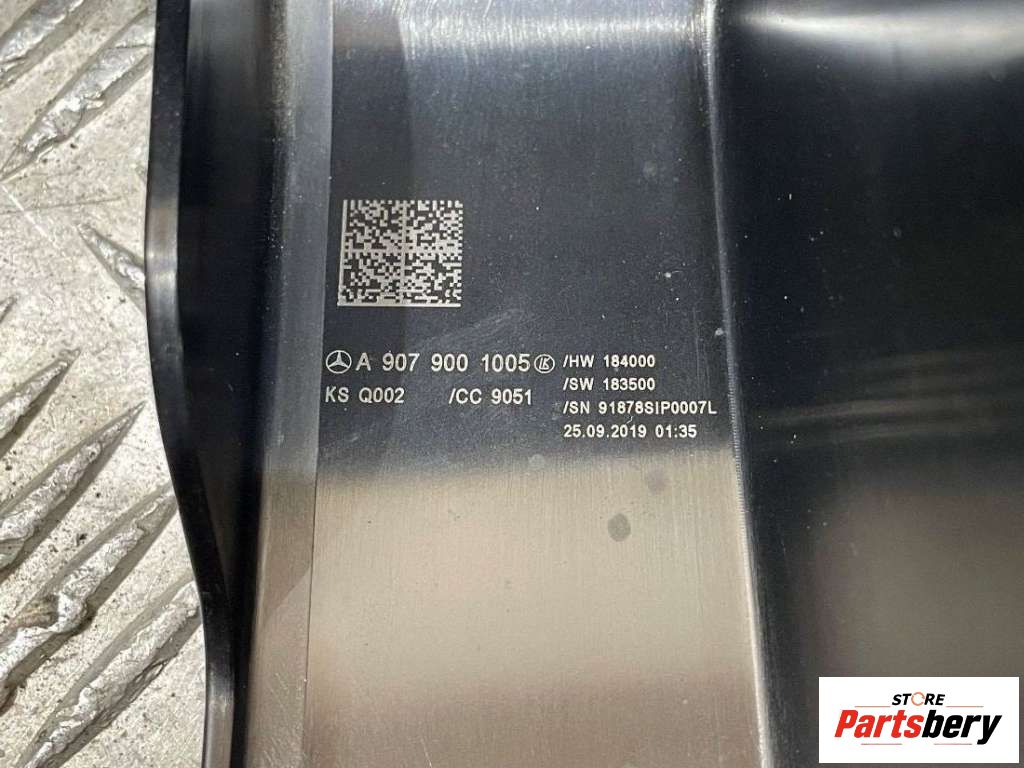 A 907 900 1005 /HW 184000
KS Q002 /CC 9051 /SW 183500
/SN 91878SIP0007L
25.09.2019 01:35
STORE
Partsbery